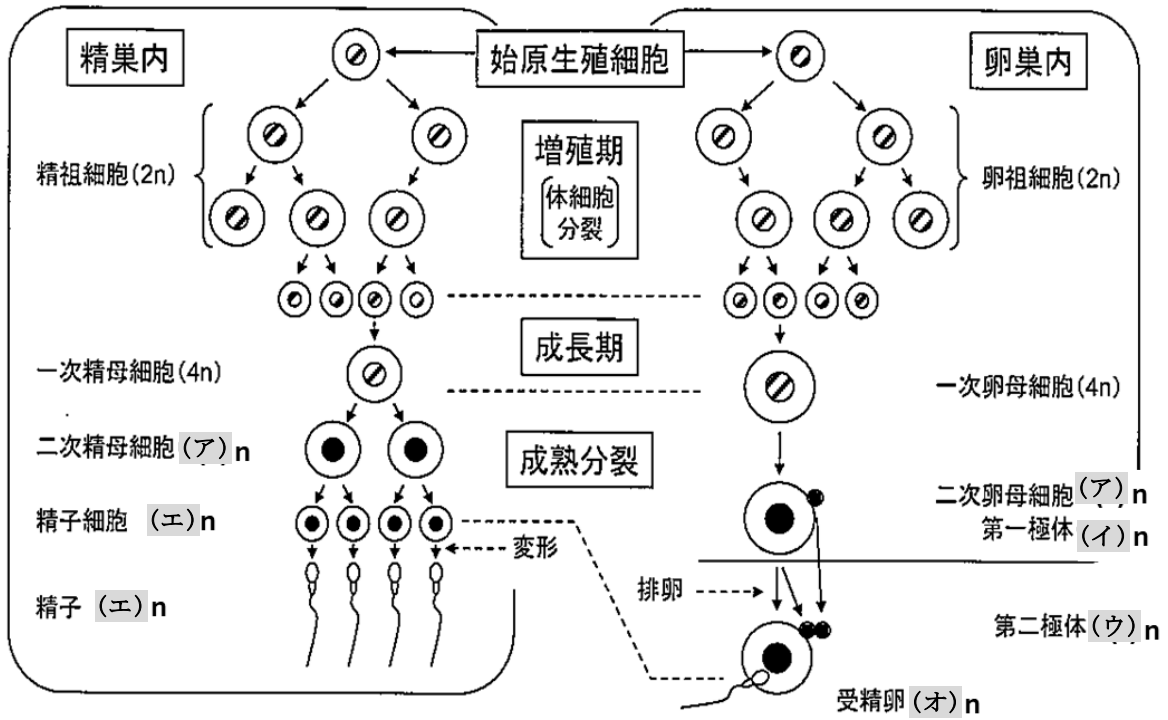 精巣内
始原生殖細胞
卵巣内
精祖細胞(2n)
増殖期
体細胞
分裂
卵祖細胞(2n)
成長期
一次精母細胞(4n)
一次卵母細胞(4n)
二次精母細胞(ア)n
成熟分裂
二次卵母細胞(ア)n
精子細胞 (エ)n
第一極体(イ)n
変形
排卵
精子 (エ)n
第二極体(ウ)n
受精卵(オ)n